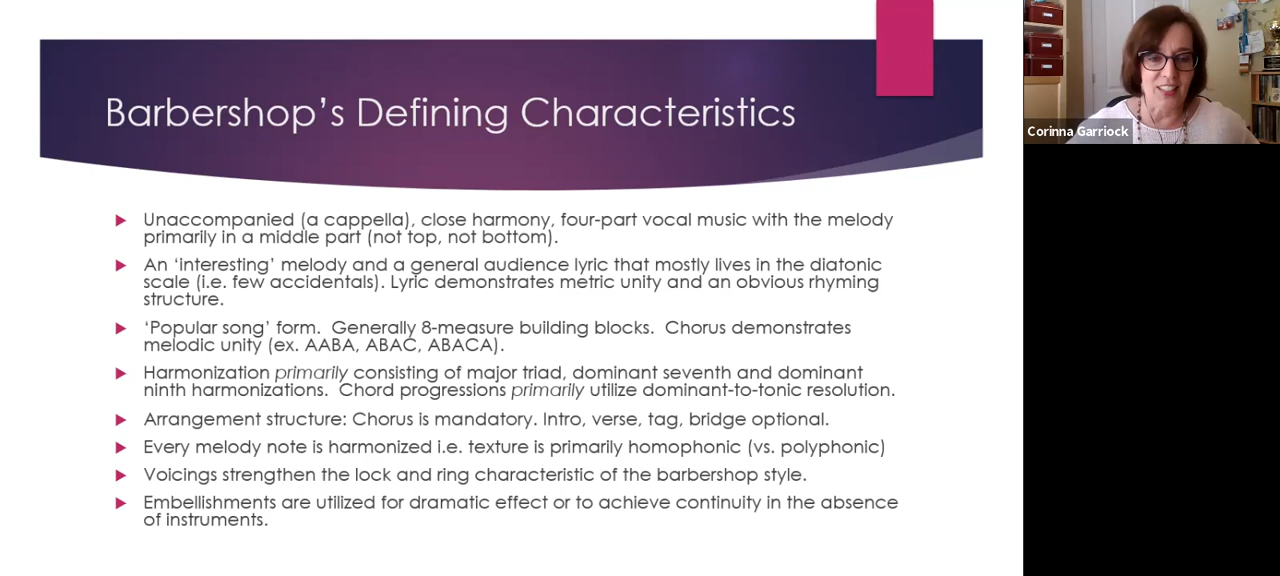 Barbershop’s Defining Characteristics
Unaccompanied (a cappella), close harmony, four-part vocal music with the melody
primarily in a middle part (not top, not bottom).
An ‘interesting’ melody and a general audience lyric that mostly lives in the diatonic
scale (i.e. few accidentals). Lyric demonstrates metric unity and an obvious rhyming
structure.
‘Popular song’ form.  Generally 8-measure building blocks.  Chorus demonstrates
melodic unity (ex. AABA, ABAC, ABACA).
Harmonization primarily consisting of major triad, dominant seventh and dominant
ninth harmonizations.  Chord progressions primarily utilize dominant-to-tonic resolution.
Arrangement structure: Chorus is mandatory. Intro, verse, tag, bridge optional.
Every melody note is harmonized i.e. texture is primarily homophonic (vs. polyphonic)
Voicings strengthen the lock and ring characteristic of the barbershop style.
Embellishments are utilized for dramatic effect or to achieve continuity in the absence
of instruments.
Corinna Garriock